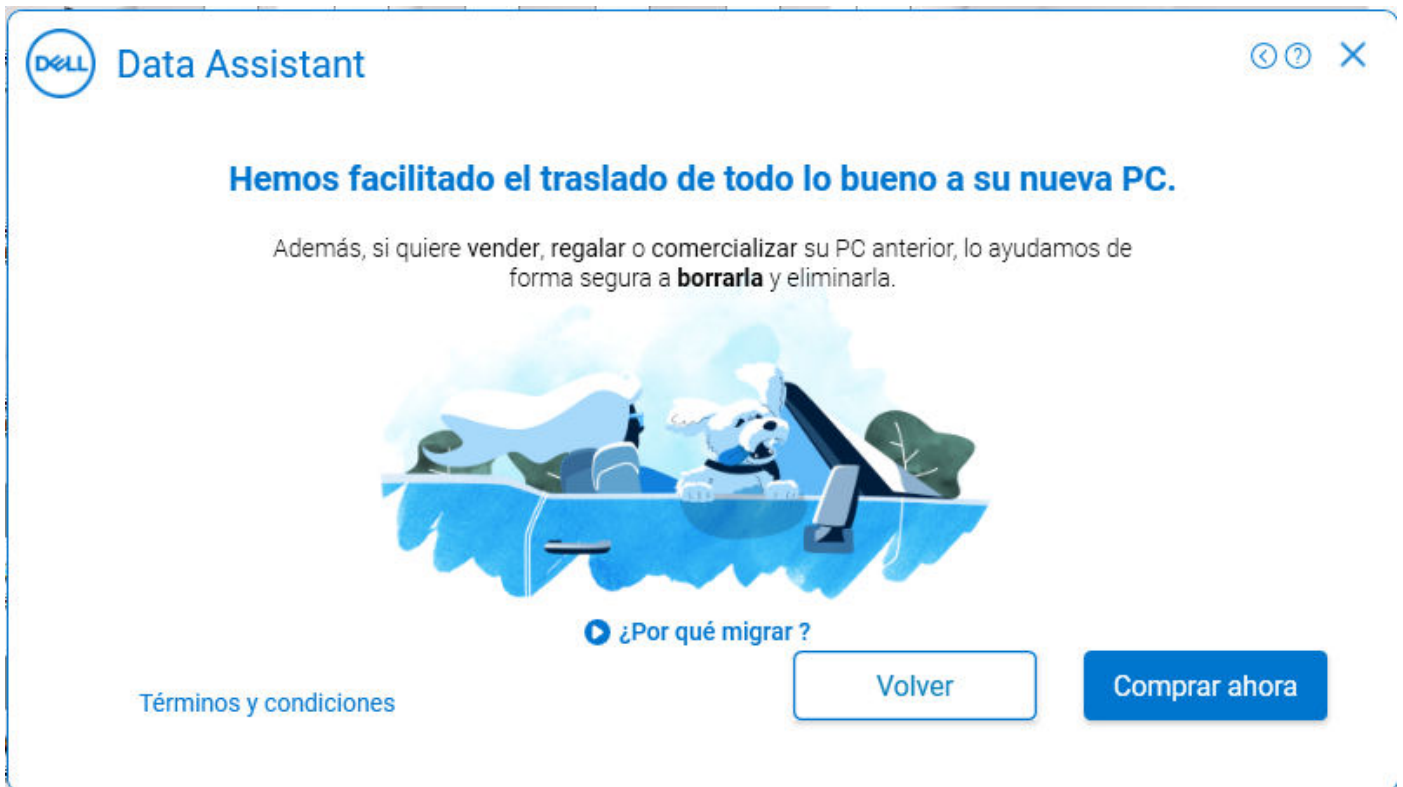 DELL
Data Assistant
Hemos facilitado el traslado de todo lo bueno a su nueva PC.
Además, si quiere vender, regalar o comercializar su PC anterior, lo ayudamos de
forma segura a borrarla y eliminarla.
¿Por qué migrar ?
Volver
Comprar ahora
Términos y condiciones